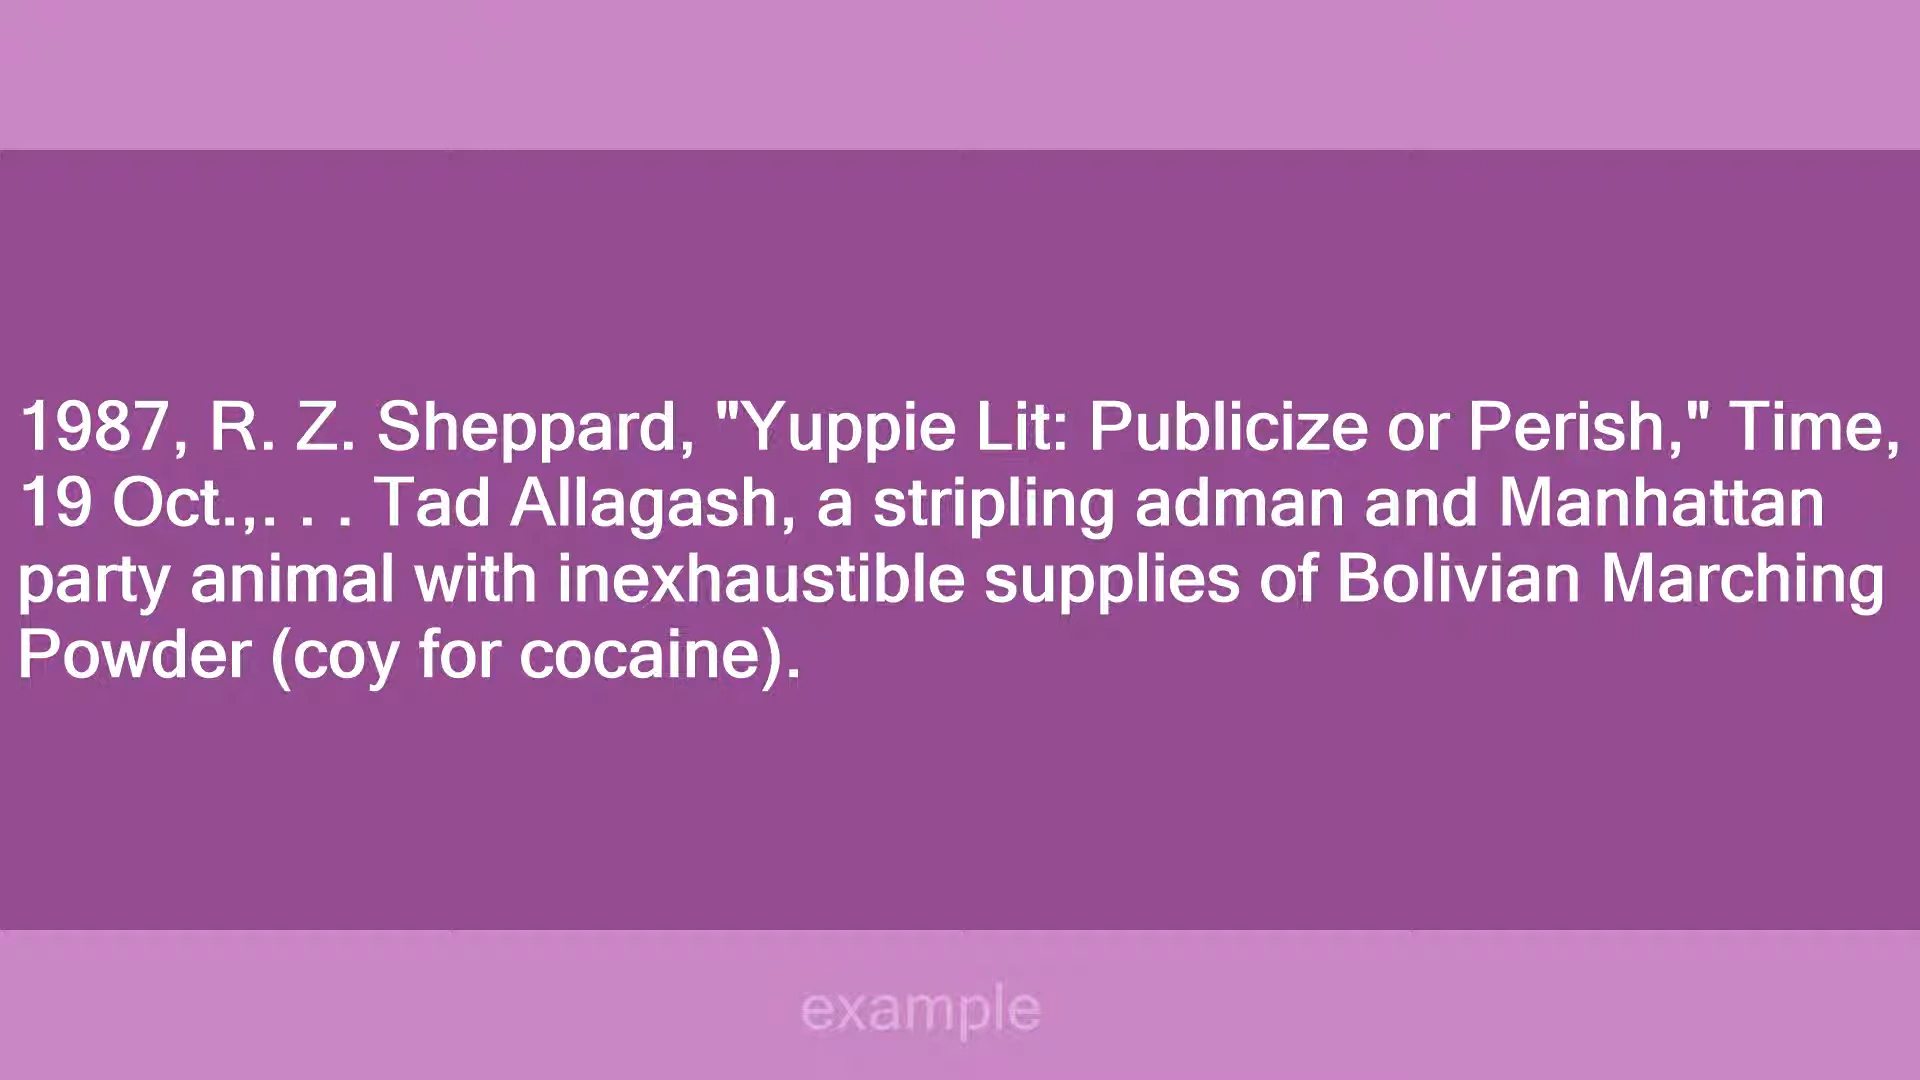 1987, R. Z. Sheppard, "Yuppie Lit: Publicize or Perish," Time,
19 Oct.,. . . Tad Allagash, a stripling adman and Manhattan
party animal with inexhaustible supplies of Bolivian Marching
Powder (coy for cocaine).
example